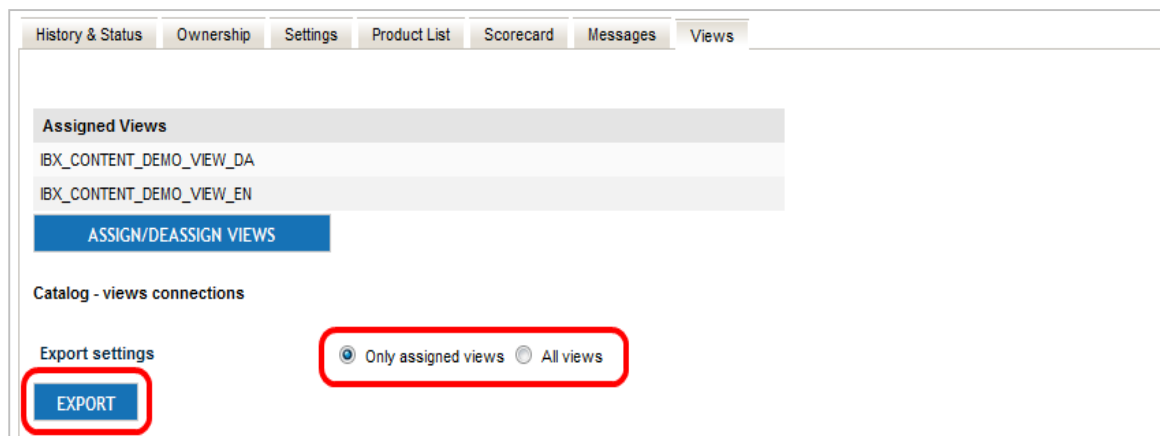 History & Status Ownership Settings Product List Scorecard Messages Views
Assigned Views
IBX_CONTENT_DEMO_VIEW_DA
IBX_CONTENT_DEMO_VIEW_EN
ASSIGN/DEASSIGN VIEWS
Catalog - views connections
Export settings Only assigned views All views
EXPORT